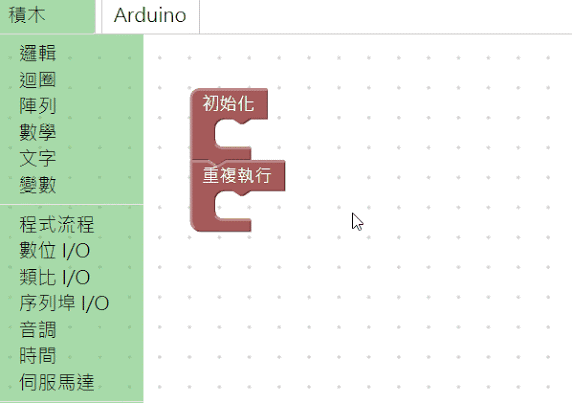 積木 Arduino
邏輯
迴圈
陣列
數學
文字
變數
程式流程
數位 I/O
類比 I/O
序列埠 I/O
音調
時間
伺服馬達
初始化
重複執行